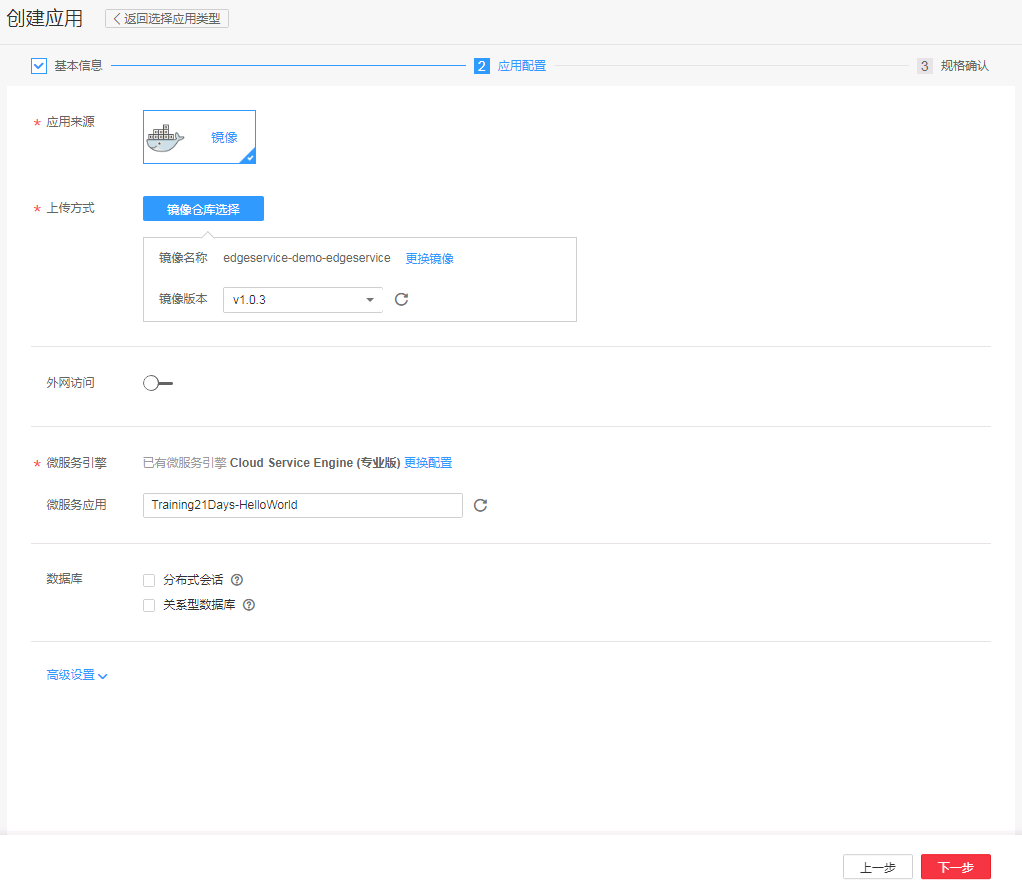 创建应用 返回选择应用类型
基本信息 2 应用配置 3 规格确认
* 应用来源 镜像
* 上传方式 镜像仓库选择
镜像名称 edgeservice-demo-edgeservice 更换镜像
镜像版本 v1.0.3
外网访问
* 微服务引擎 已有微服务引擎 Cloud Service Engine (专业版) 更换配置
微服务应用 Training21Days-HelloWorld
数据库 分布式会话 ?
关系型数据库 ?
高级设置
上一步 下一步